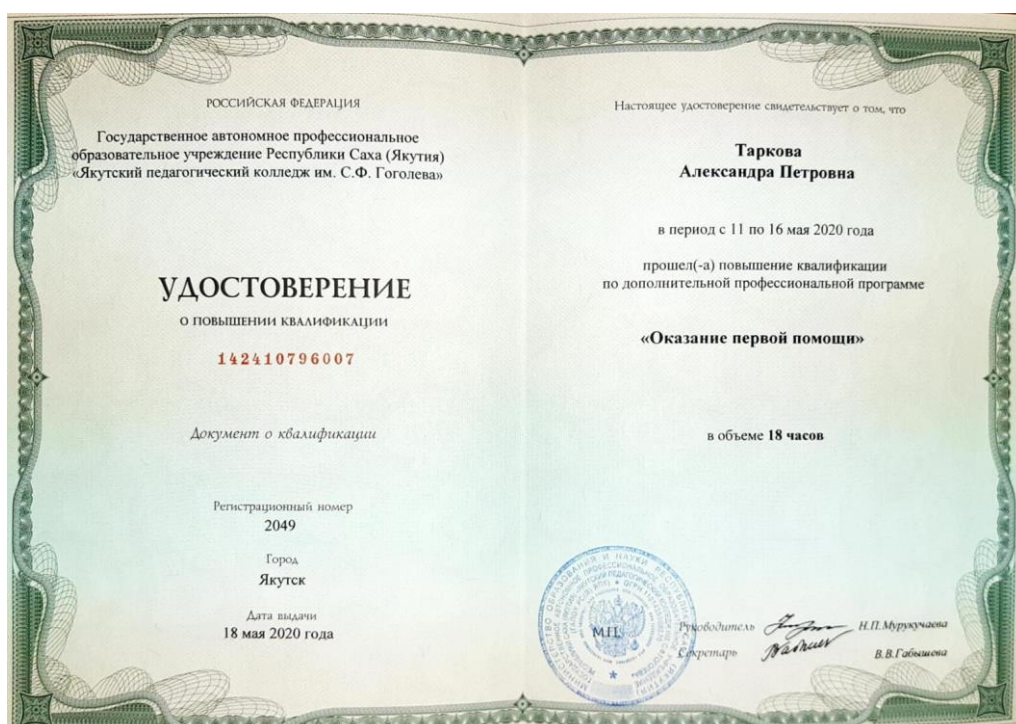 РОССИЙСКАЯ ФЕДЕРАЦИЯ
Государственное автономное профессиональное
образовательное учреждение Республики Саха (Якутия)
«Якутский педагогический колледж им. С.Ф. Гоголева»
УДОСТОВЕРЕНИЕ
О ПОВЫШЕНИИ КВАЛИФИКАЦИИ
142410796007
Документ о квалификации
Регистрационный номер
2049
Город
Якутск
Дата выдачи
18 мая 2020 года
Настоящее удостоверение свидетельствует о том, что
Таркова
Александра Петровна
в период с 11 по 16 мая 2020 года
прошел(-а) повышение квалификации
по дополнительной профессиональной программе
«Оказание первой помощи»
в объеме 18 часов
М.П.
Руководитель Н.П.Мурукучаева
Секретарь В.В.Габышева